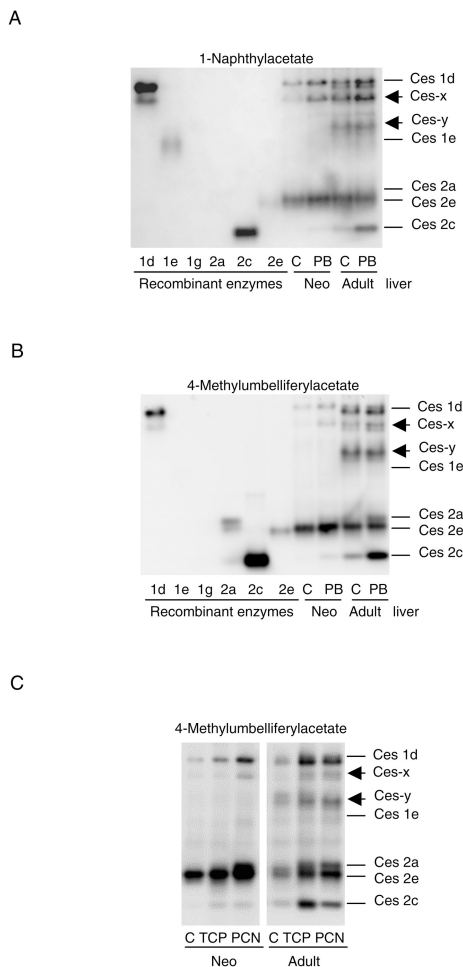 A
1-Naphthylacetate
Ces 1d
Ces-x
Ces-y
Ces 1e
Ces 2a
Ces 2e
Ces 2c
1d 1e 1g 2a 2c 2e C PB C PB
Recombinant enzymes Neo Adult liver
B
4-Methylumbelliferylacetate
Ces 1d
Ces-x
Ces-y
Ces 1e
Ces 2a
Ces 2e
Ces 2c
1d 1e 1g 2a 2c 2e C PB C PB
Recombinant enzymes Neo Adult liver
C
4-Methylumbelliferylacetate
Ces 1d
Ces-x
Ces-y
Ces 1e
Ces 2a
Ces 2e
Ces 2c
C TCP PCN C TCP PCN
Neo Adult